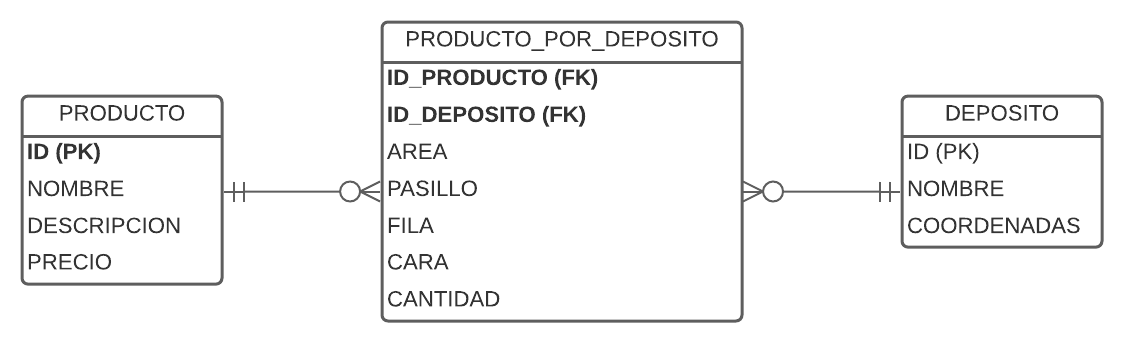 PRODUCTO
ID (PK)
NOMBRE
DESCRIPCION
PRECIO
PRODUCTO_POR_DEPOSITO
ID_PRODUCTO (FK)
ID_DEPOSITO (FK)
AREA
PASILLO
FILA
CARA
CANTIDAD
DEPOSITO
ID (PK)
NOMBRE
COORDENADAS